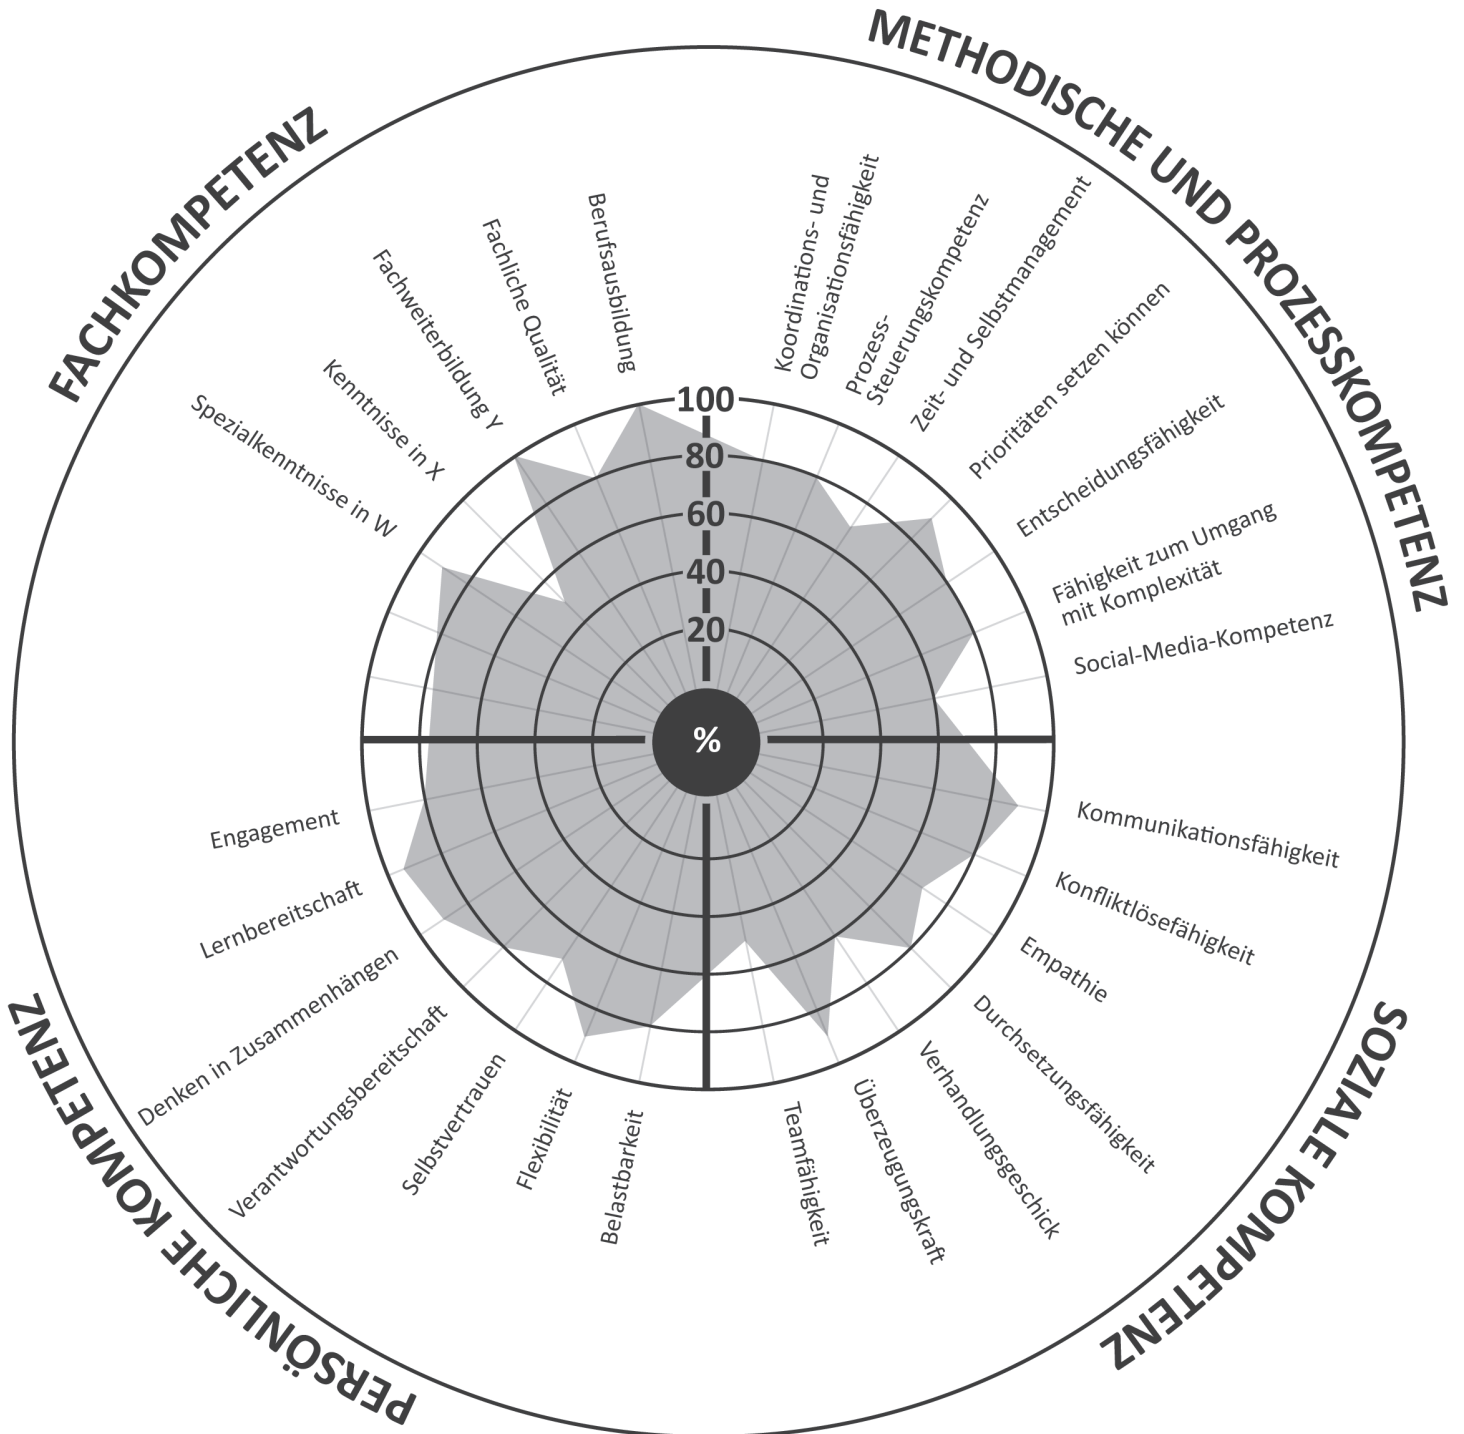 METHODISCHE UND PROZESSKOMPETENZ
FACHKOMPETENZ
SOZIALE KOMPETENZ
PERSÖNLICHE KOMPETENZ
Spezialkenntnisse in W
Kenntnisse in X
Fachweiterbildung Y
Fachliche Qualität
Berufsausbildung
Koordinations- und
Organisationsfähigkeit
Prozess-
Steuerungskompetenz
Zeit- und Selbstmanagement
Prioritäten setzen können
Entscheidungsfähigkeit
Fähigkeit zum Umgang
mit Komplexität
Social-Media-Kompetenz
Kommunikationsfähigkeit
Konfliktlösefähigkeit
Empathie
Durchsetzungsfähigkeit
Verhandlungsgeschick
Überzeugungskraft
Teamfähigkeit
Belastbarkeit
Flexibilität
Selbstvertrauen
Verantwortungsbereitschaft
Denken in Zusammenhängen
Lernbereitschaft
Engagement
100
80
60
40
20
%